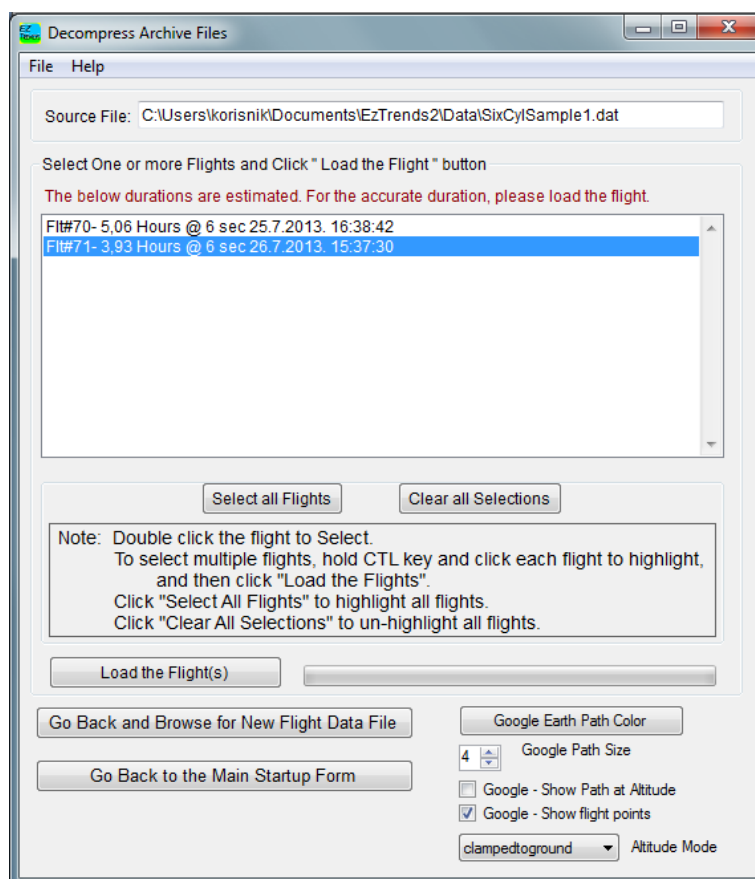 EZ Trends
Decompress Archive Files
File Help
Source File: C:\Users\korisnik\Documents\EzTrends2\Data\SixCylSample1.dat
Select One or more Flights and Click " Load the Flight " button
The below durations are estimated. For the accurate duration, please load the flight.
Flt#70- 5,06 Hours @ 6 sec 25.7.2013. 16:38:42
Flt#71- 3,93 Hours @ 6 sec 26.7.2013. 15:37:30
Select all Flights Clear all Selections
Note: Double click the flight to Select.
To select multiple flights, hold CTL key and click each flight to highlight,
and then click "Load the Flights".
Click "Select All Flights" to highlight all flights.
Click "Clear All Selections" to un-highlight all flights.
Load the Flight(s)
Go Back and Browse for New Flight Data File
Google Earth Path Color
4 Google Path Size
Go Back to the Main Startup Form
Google - Show Path at Altitude
Google - Show flight points
clampedtoground Altitude Mode